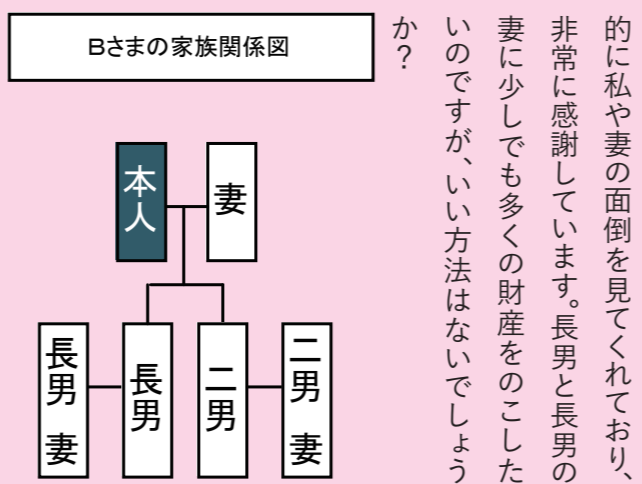 的に私や妻の面倒を見てくれており、
非常に感謝しています。長男と長男の
妻に少しでも多くの財産をのこした
いのですが、いい方法はないでしょう
か？
Bさまの家族関係図
本人
妻
長男 妻
長男
二男
二男 妻